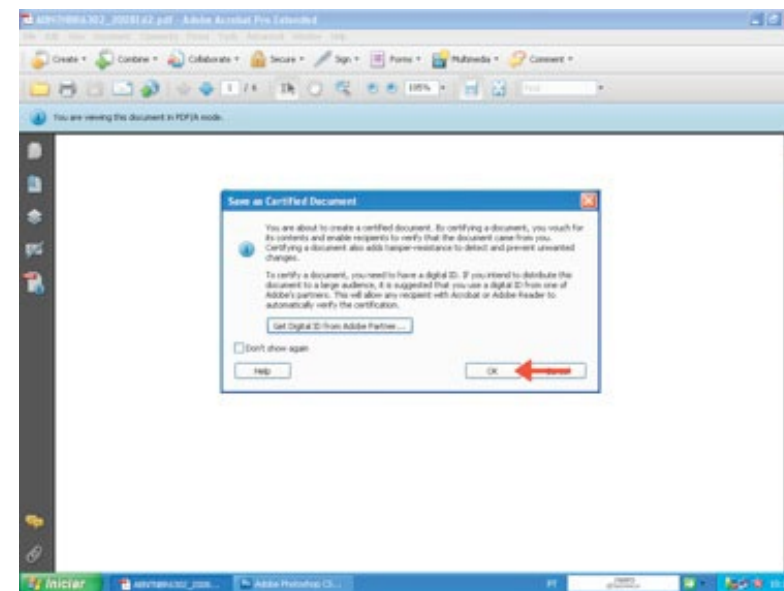 Adobe Acrobat Pro Extended
Create Combine Collaborate Secure Sign Forms Multimedia Comment
1 / 6 105%
You are viewing this document in PDF/A mode.
Save as Certified Document
You are about to create a certified document. By certifying a document, you vouch for
its contents and enable recipients to verify that the document came from you.
Certifying a document also adds tamper-resistance to detect and prevent unwanted
changes.
To certify a document, you need to have a digital ID. If you intend to distribute this
document to a large audience, it is suggested that you use a digital ID from one of
Adobe's partners. This will allow any recipient with Acrobat or Adobe Reader to
automatically verify the certification.
Get Digital ID from Adobe Partner ...
Don't show again
Help OK
Iniciar Adobe Photoshop CS... PT